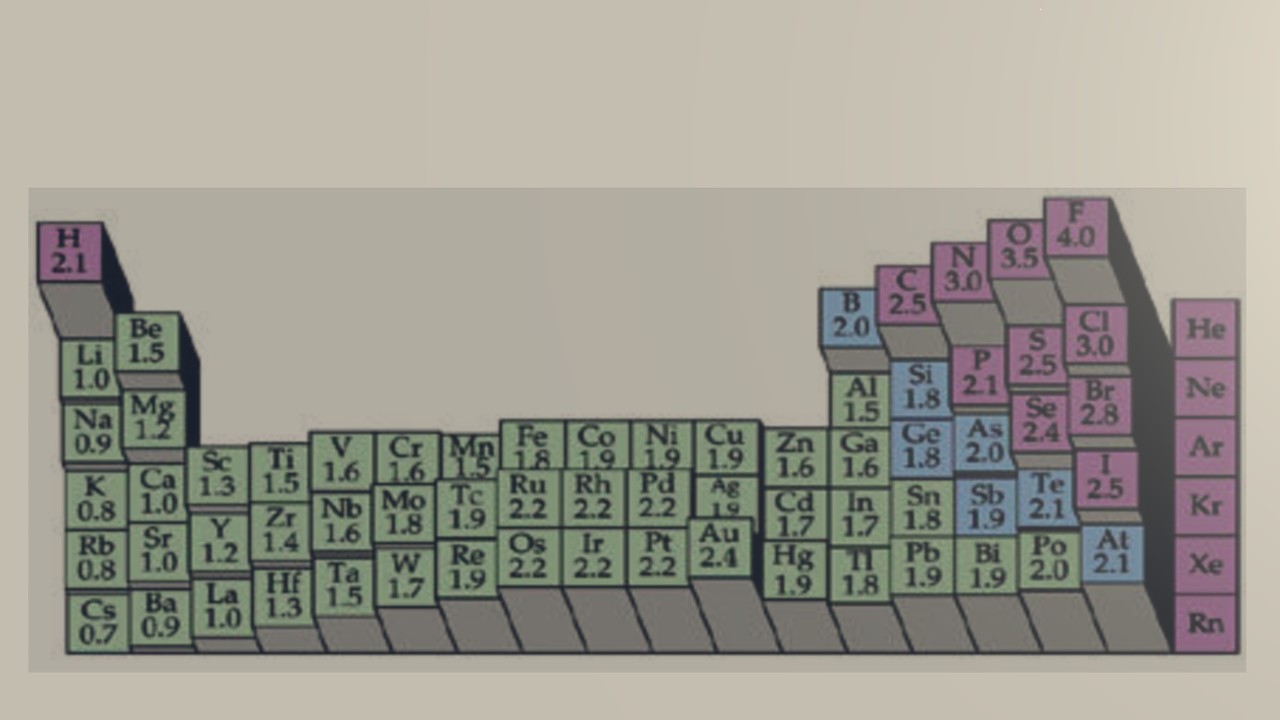 H
2.1
Be
1.5
Li
1.0
Na
0.9
Mg
1.2
K
0.8
Ca
1.0
Sc
1.3
Ti
1.5
V
1.6
Cr
1.6
Mn
1.5
Fe
1.8
Co
1.9
Ni
1.9
Cu
1.9
Zn
1.6
Ga
1.6
Ge
1.8
As
2.0
Se
2.4
Br
2.8
B
2.0
C
2.5
N
3.0
O
3.5
F
4.0
Al
1.5
Si
1.8
P
2.1
S
2.5
Cl
3.0
Rb
0.8
Sr
1.0
Y
1.2
Zr
1.4
Nb
1.6
Mo
1.8
Tc
1.9
Ru
2.2
Rh
2.2
Pd
2.2
Ag
1.9
Cd
1.7
In
1.7
Sn
1.8
Sb
1.9
Te
2.1
I
2.5
Cs
0.7
Ba
0.9
La
1.0
Hf
1.3
Ta
1.5
W
1.7
Re
1.9
Os
2.2
Ir
2.2
Pt
2.2
Au
2.4
Hg
1.9
Tl
1.8
Pb
1.9
Bi
1.9
Po
2.0
At
2.1
He
Ne
Ar
Kr
Xe
Rn